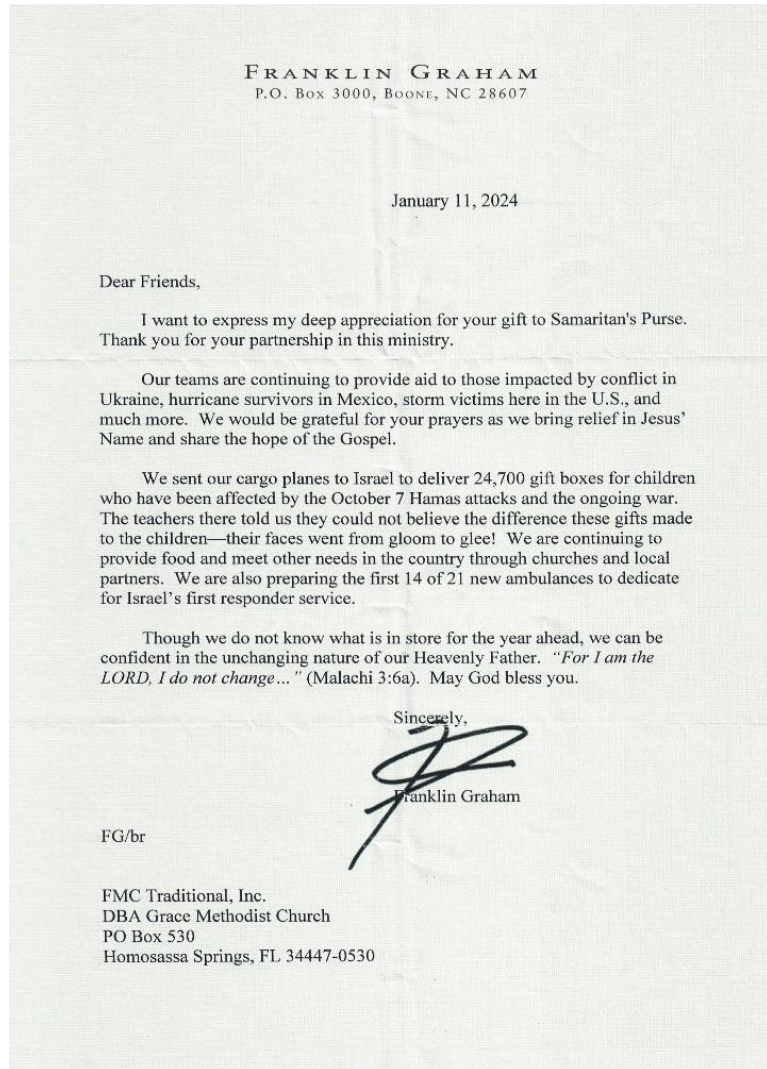 FRANKLIN GRAHAM
P.O. BOX 3000, BOONE, NC 28607
January 11, 2024
Dear Friends,
I want to express my deep appreciation for your gift to Samaritan's Purse.
Thank you for your partnership in this ministry.
Our teams are continuing to provide aid to those impacted by conflict in
Ukraine, hurricane survivors in Mexico, storm victims here in the U.S., and
much more.  We would be grateful for your prayers as we bring relief in Jesus’
Name and share the hope of the Gospel.
We sent our cargo planes to Israel to deliver 24,700 gift boxes for children
who have been affected by the October 7 Hamas attacks and the ongoing war.
The teachers there told us they could not believe the difference these gifts made
to the children—their faces went from gloom to glee!  We are continuing to
provide food and meet other needs in the country through churches and local
partners.  We are also preparing the first 14 of 21 new ambulances to dedicate
for Israel’s first responder service.
Though we do not know what is in store for the year ahead, we can be
confident in the unchanging nature of our Heavenly Father.  “For I am the
LORD, I do not change...” (Malachi 3:6a).  May God bless you.
Sincerely,
Franklin Graham
FG/br
FMC Traditional, Inc.
DBA Grace Methodist Church
PO Box 530
Homosassa Springs, FL 34447-0530